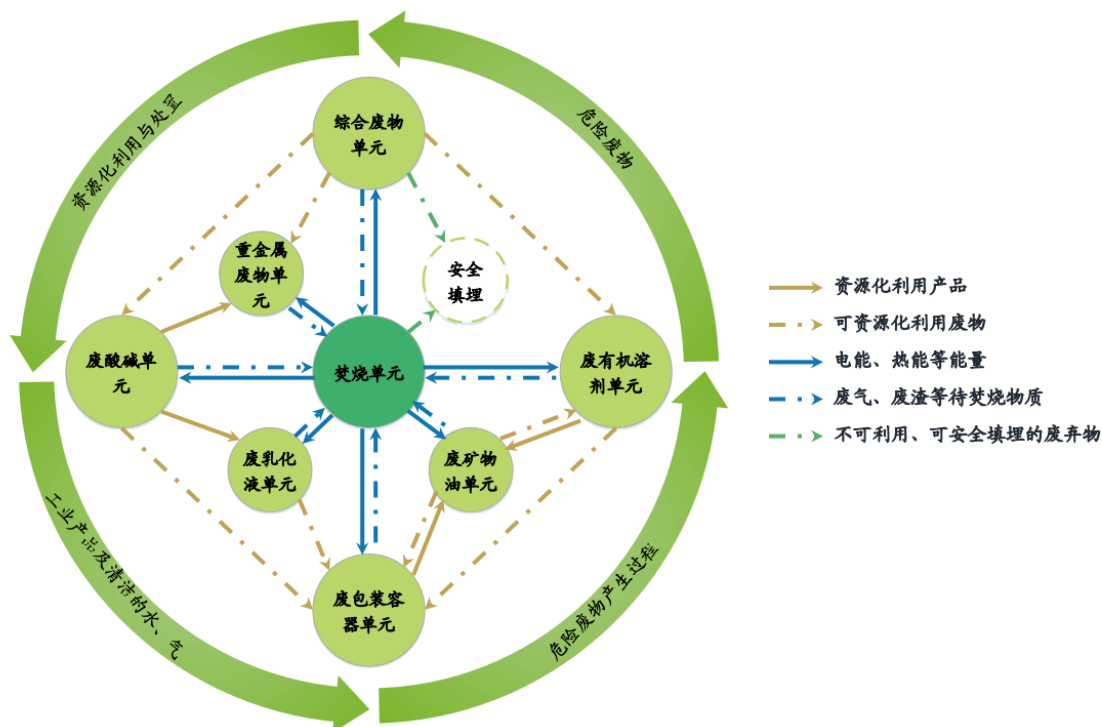 资源化利用与处置
危险废物
综合废物
单元
重金属
废物单
元
安全
填埋
废酸碱单
元
焚烧单元
废有机溶
剂单元
废乳化
液单元
废矿物
油单元
废包装容
器单元
工业产品及清洁的水、气
危险废物产生过程
资源化利用产品
可资源化利用废物
电能、热能等能量
废气、废渣等待焚烧物质
不可利用、可安全填埋的废弃物